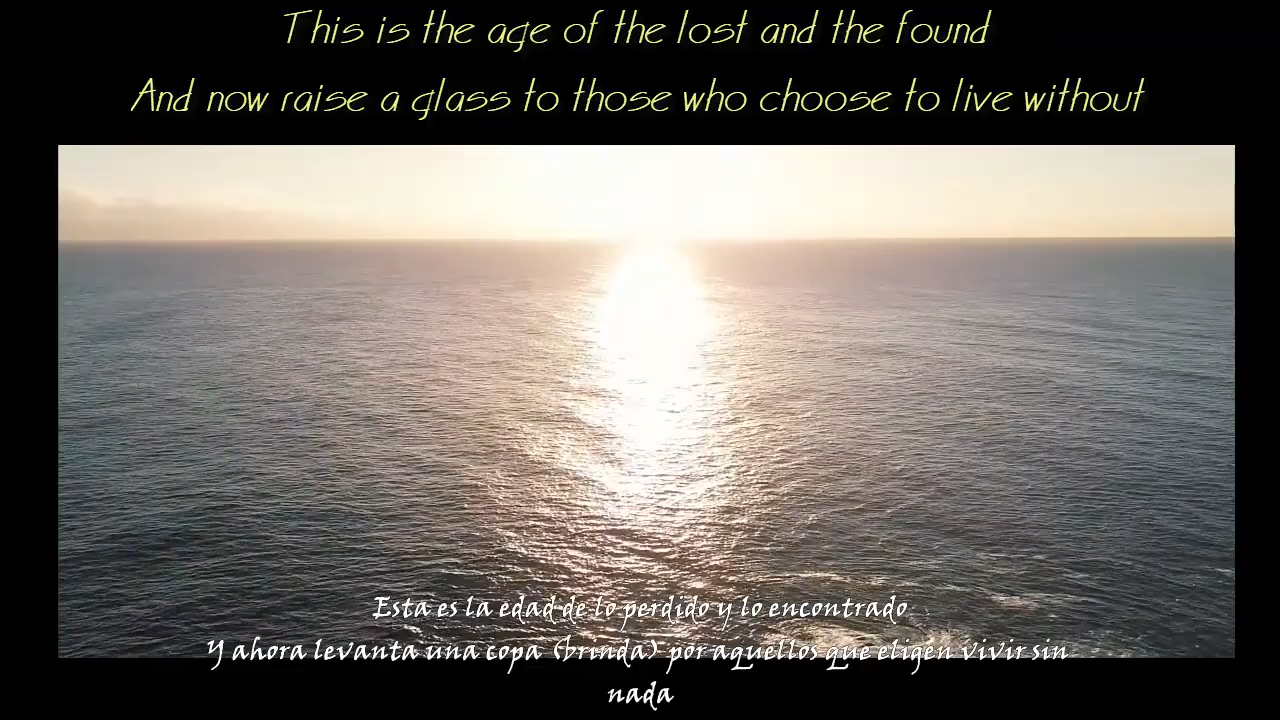 This is the age of the lost and the found
And now raise a glass to those who choose to live without
Esta es la edad de lo perdido y lo encontrado
Y ahora levanta una copa (brinda) por aquellos que eligen vivir sin
nada